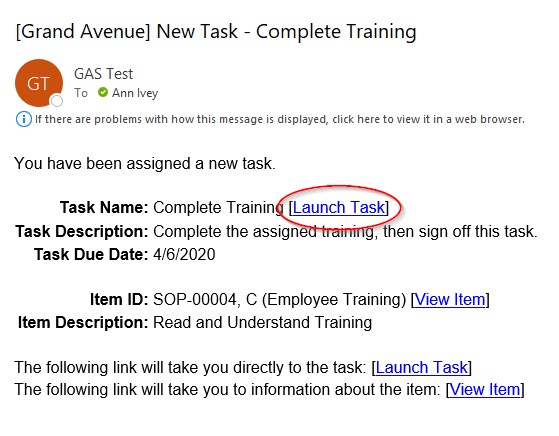 [Grand Avenue] New Task - Complete Training
GT
GAS Test
To Ann Ivey
If there are problems with how this message is displayed, click here to view it in a web browser.
You have been assigned a new task.
Task Name: Complete Training [Launch Task]
Task Description: Complete the assigned training, then sign off this task.
Task Due Date: 4/6/2020
Item ID: SOP-00004, C (Employee Training) [View Item]
Item Description: Read and Understand Training
The following link will take you directly to the task: [Launch Task]
The following link will take you to information about the item: [View Item]